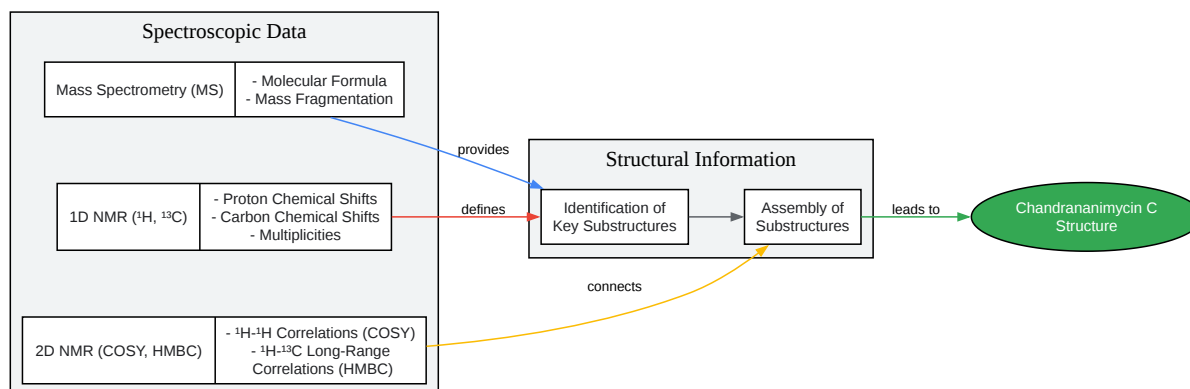 Spectroscopic Data
Mass Spectrometry (MS)
- Molecular Formula
- Mass Fragmentation
1D NMR (¹H, ¹³C)
- Proton Chemical Shifts
- Carbon Chemical Shifts
- Multiplicities
2D NMR (COSY, HMBC)
- ¹H-¹H Correlations (COSY)
- ¹H-¹³C Long-Range
Correlations (HMBC)
provides
defines
connects
Structural Information
Identification of
Key Substructures
Assembly of
Substructures
leads to
Chandrananimycin C
Structure